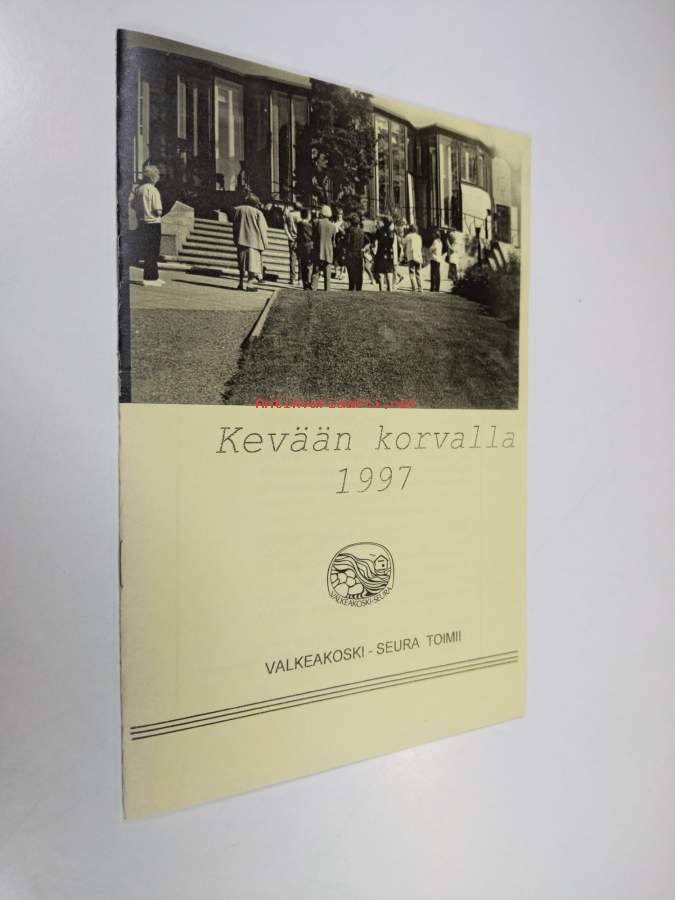 Antikvariaatti.net
Kevään korvalla
1997
VALKEAKOSKI-SEURA
VALKEAKOSKI - SEURA TOIMII